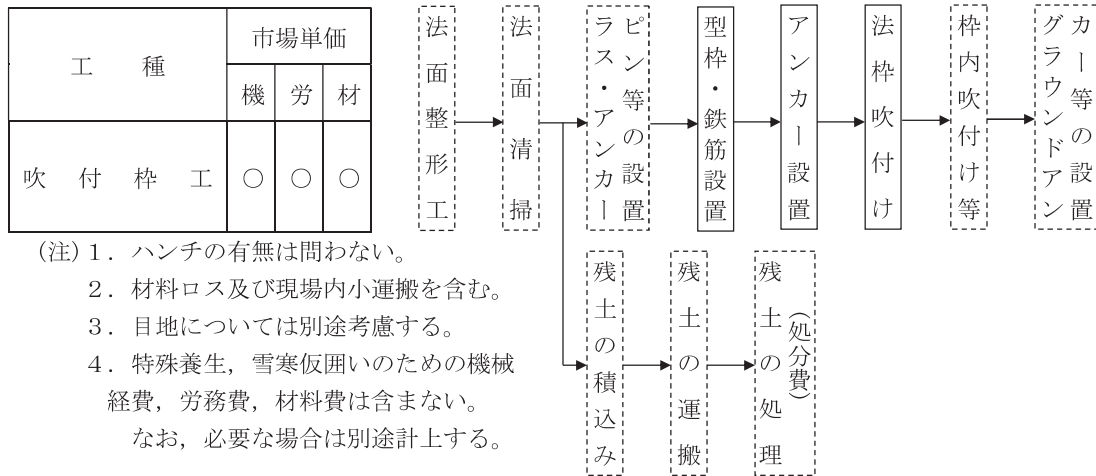 工　種
市場単価
機
労
材
吹　付　枠　工
○
○
○
法面整形工
法面清掃
ラス・アンカー
ピン等の設置
型枠・鉄筋設置
アンカー設置
法枠吹付け
枠内吹付け等
グラウンドアン
カー等の設置
残土の積込み
残土の運搬
残土の処理
（処分費）
(注) 1．ハンチの有無は問わない。
2．材料ロス及び現場内小運搬を含む。
3．目地については別途考慮する。
4．特殊養生，雪寒仮囲いのための機械
経費，労務費，材料費は含まない。
なお，必要な場合は別途計上する。